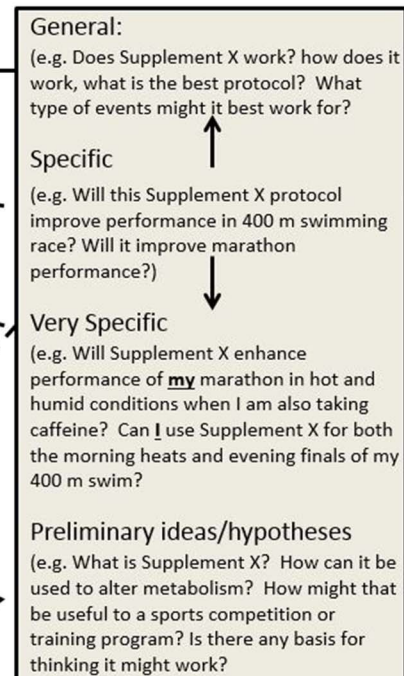 General:
(e.g. Does Supplement X work? how does it
work, what is the best protocol?  What
type of events might it best work for?
Specific
(e.g. Will this Supplement X protocol
improve performance in 400 m swimming
race? Will it improve marathon
performance?)
Very Specific
(e.g. Will Supplement X enhance
performance of my marathon in hot and
humid conditions when I am also taking
caffeine?  Can I use Supplement X for both
the morning heats and evening finals of my
400 m swim?
Preliminary ideas/hypotheses
(e.g. What is Supplement X?  How can it be
used to alter metabolism?  How might that
be useful to a sports competition or
training program? Is there any basis for
thinking it might work?